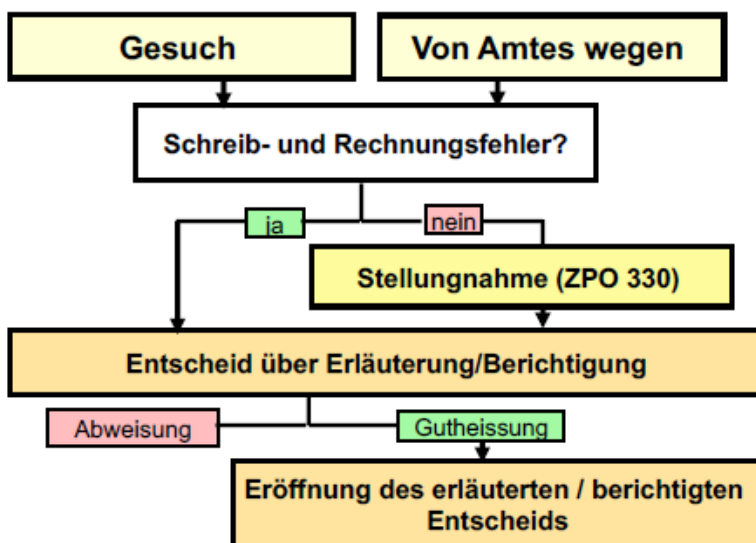 Gesuch
Von Amtes wegen
Schreib- und Rechnungsfehler?
ja
nein
Stellungnahme (ZPO 330)
Entscheid über Erläuterung/Berichtigung
Abweisung
Gutheissung
Eröffnung des erläuterten / berichtigten
Entscheids